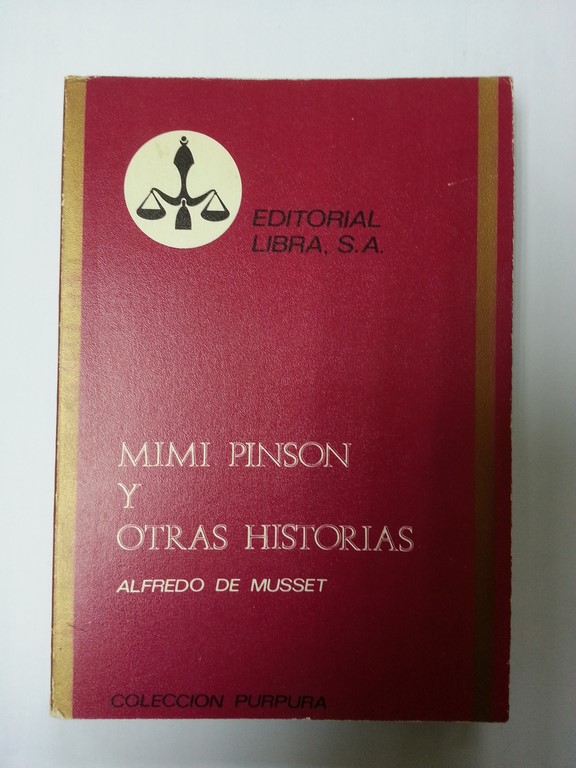 EDITORIAL
LIBRA, S.A.
MIMI PINSON
Y
OTRAS HISTORIAS
ALFREDO DE MUSSET
COLECCION PURPURA